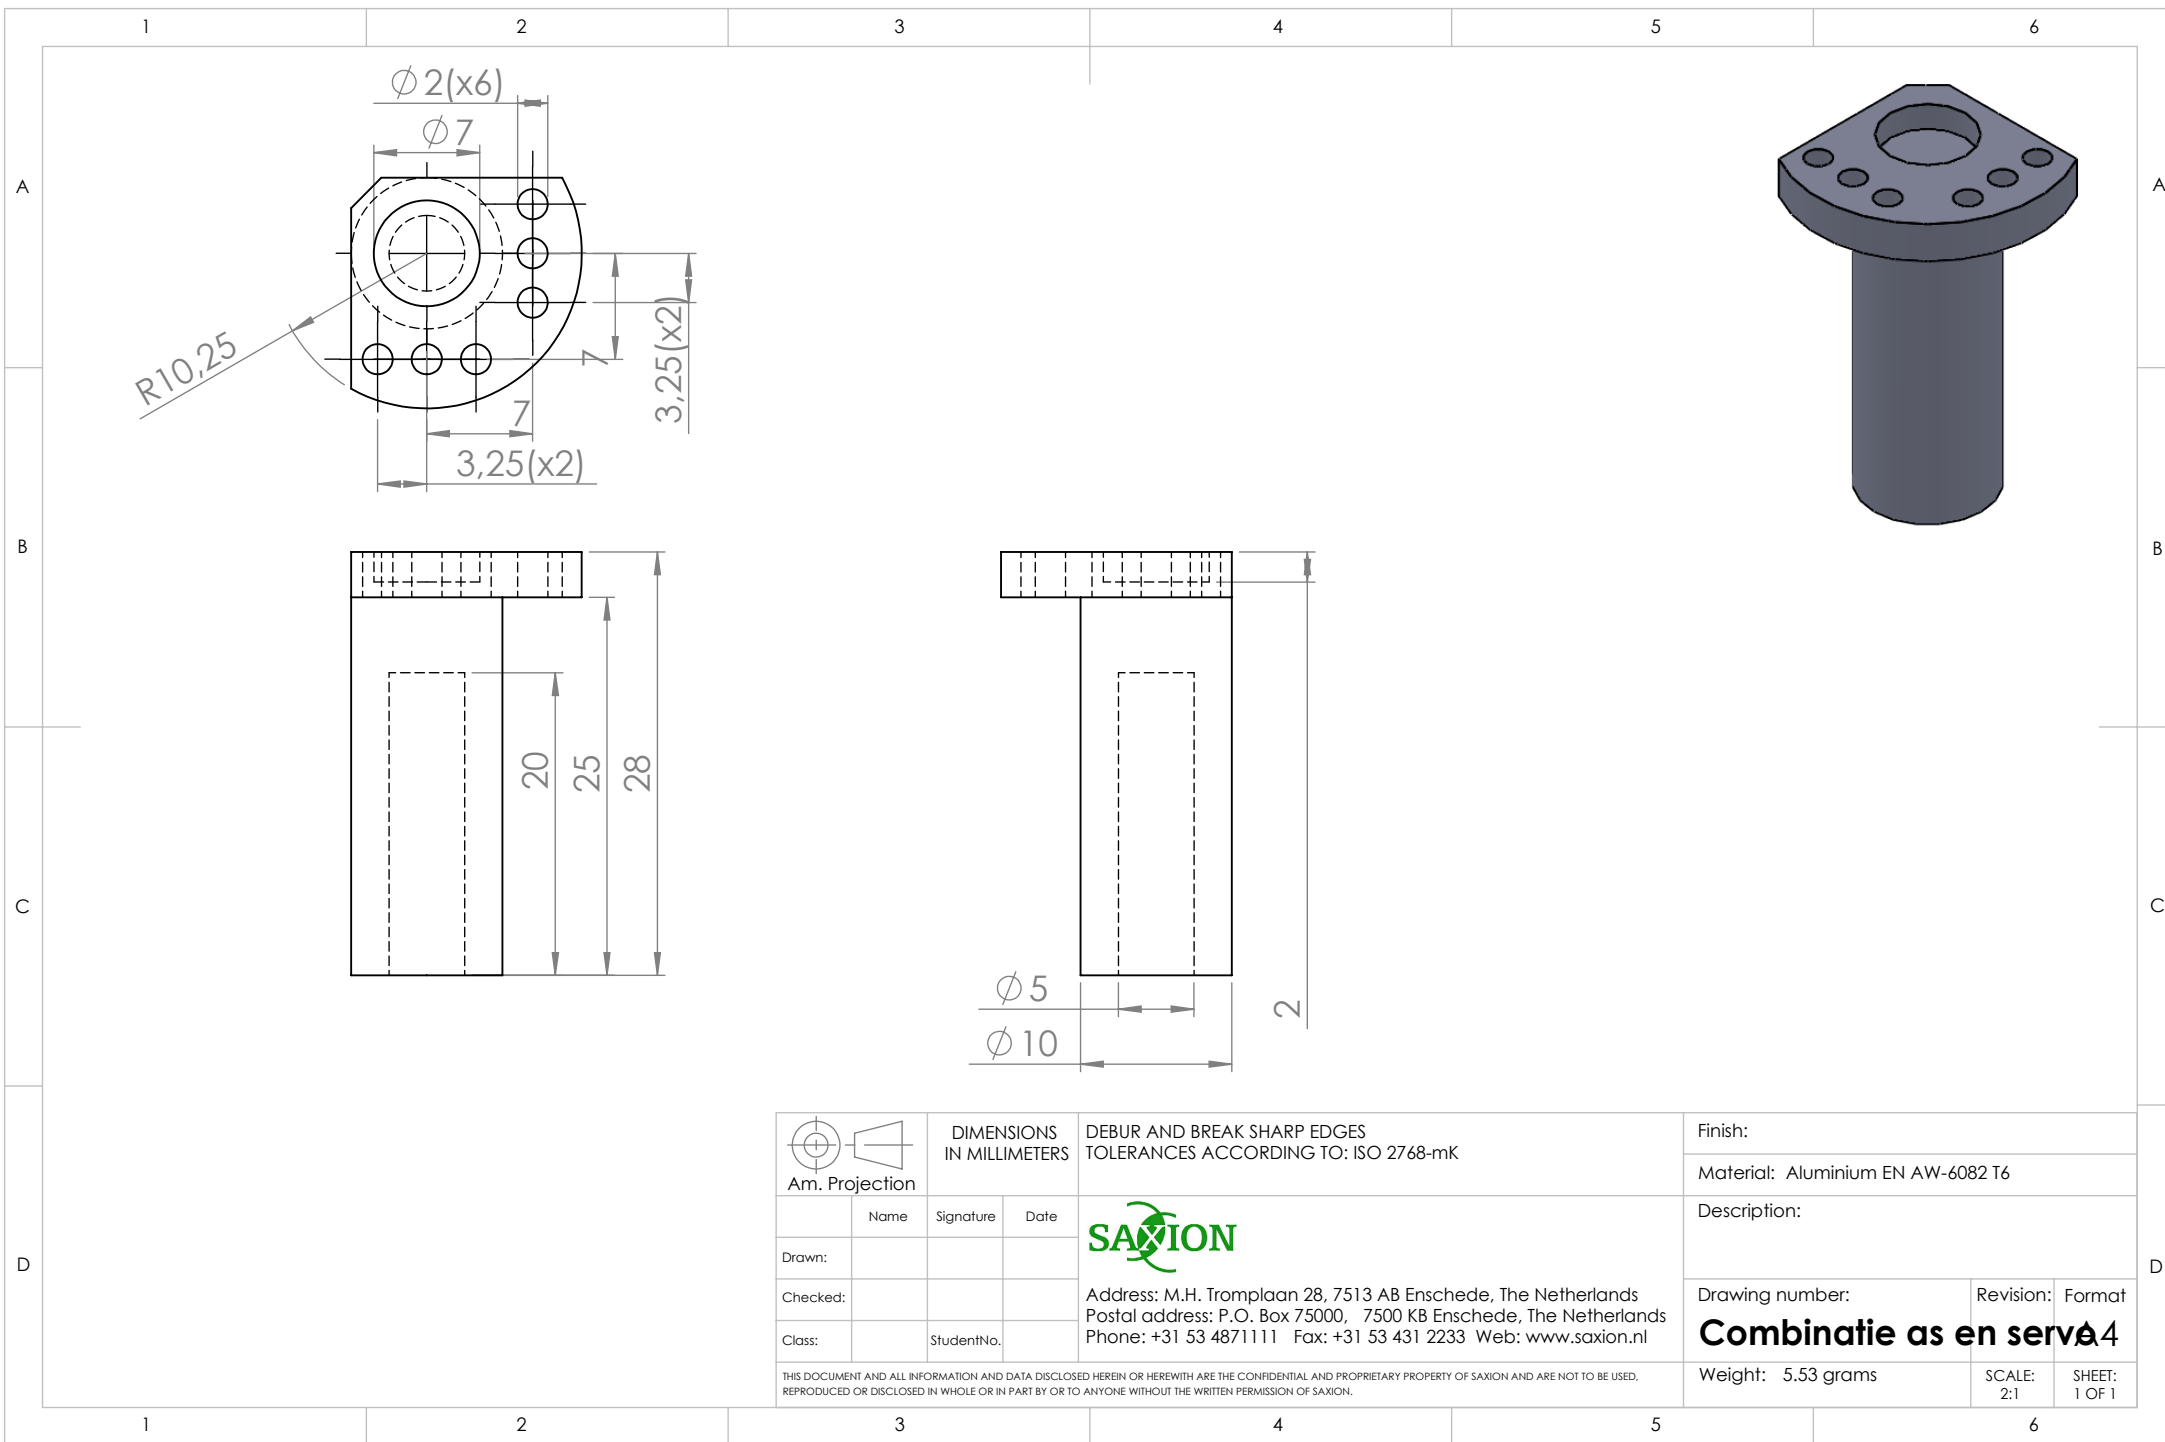 1 2 3 4 5 6
A A
B B
C C
D D
∅2(x6)
∅7
R10,25
7
3,25(x2)
7
3,25(x2)
20
25
28
∅5
∅10
2
Am. Projection
DIMENSIONS
IN MILLIMETERS
DEBUR AND BREAK SHARP EDGES
TOLERANCES ACCORDING TO: ISO 2768-mK
Finish:
Material: Aluminium EN AW-6082 T6
Name Signature Date
Drawn:
Checked:
Class: StudentNo.
SAXION
Address: M.H. Tromplaan 28, 7513 AB Enschede, The Netherlands
Postal address: P.O. Box 75000, 7500 KB Enschede, The Netherlands
Phone: +31 53 4871111 Fax: +31 53 431 2233 Web: www.saxion.nl
Description:
Drawing number: Revision: Format
Combinatie as en servo A4
Weight: 5.53 grams
SCALE:
2:1
SHEET:
1 OF 1
THIS DOCUMENT AND ALL INFORMATION AND DATA DISCLOSED HEREIN OR HEREWITH ARE THE CONFIDENTIAL AND PROPRIETARY PROPERTY OF SAXION AND ARE NOT TO BE USED,
REPRODUCED OR DISCLOSED IN WHOLE OR IN PART BY OR TO ANYONE WITHOUT THE WRITTEN PERMISSION OF SAXION.
1 2 3 4 5 6